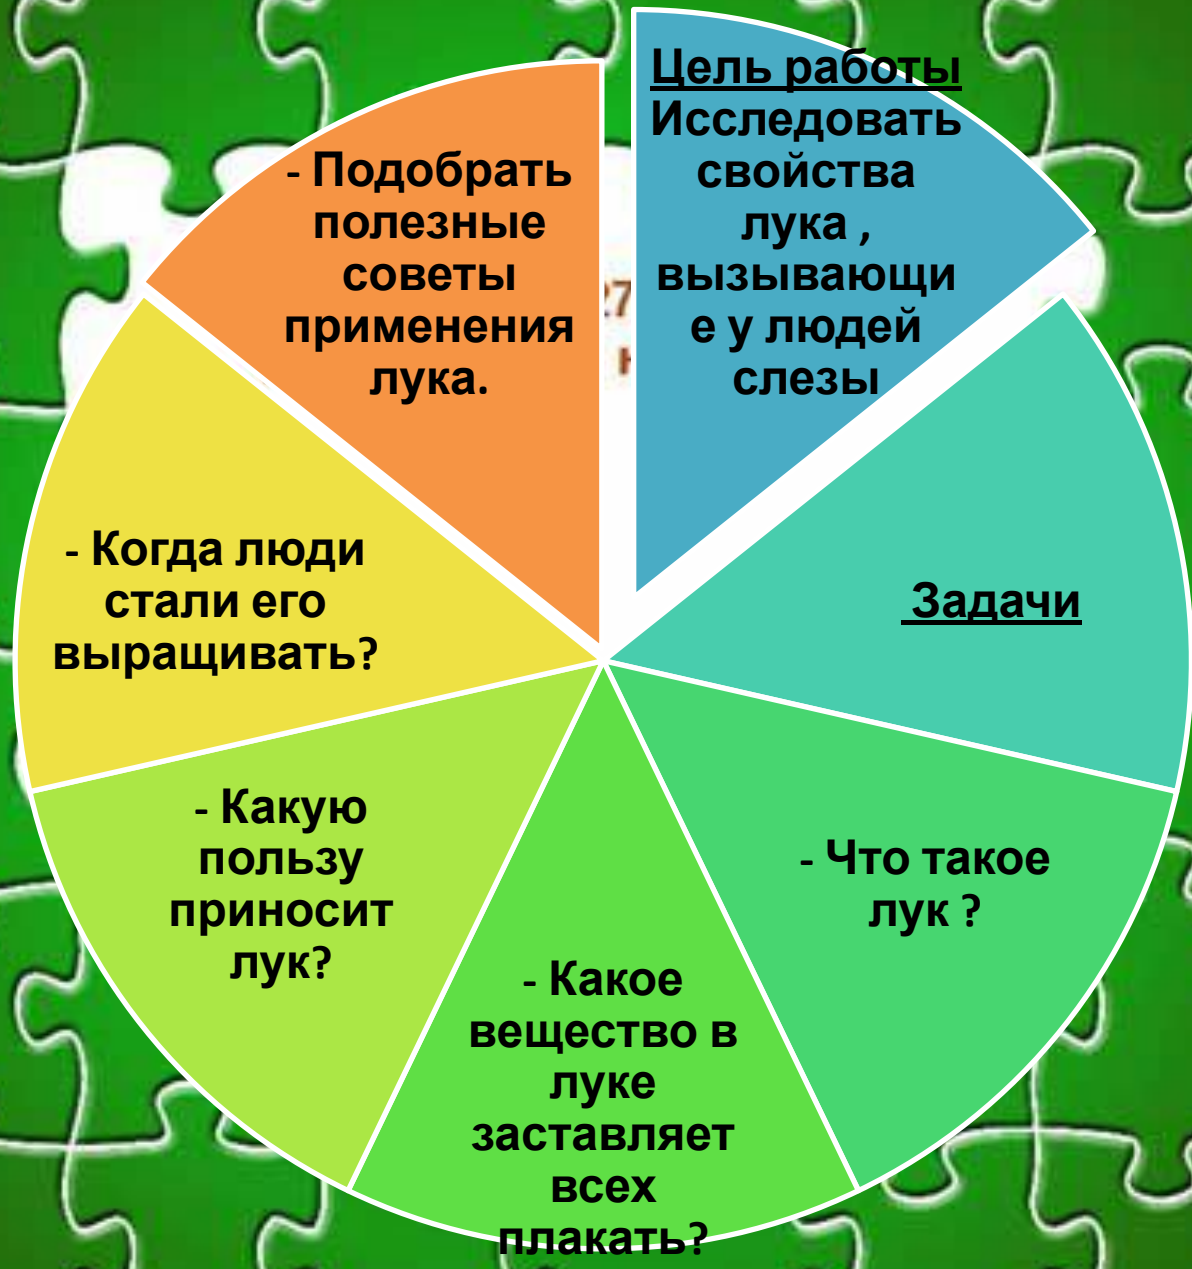 Цель работы
Исследовать
свойства
лука ,
вызывающи
е у людей
слезы
Задачи
- Что такое
лук ?
- Какое
вещество в
луке
заставляет
всех
плакать?
- Какую
пользу
приносит
лук?
- Когда люди
стали его
выращивать?
- Подобрать
полезные
советы
применения
лука.
27